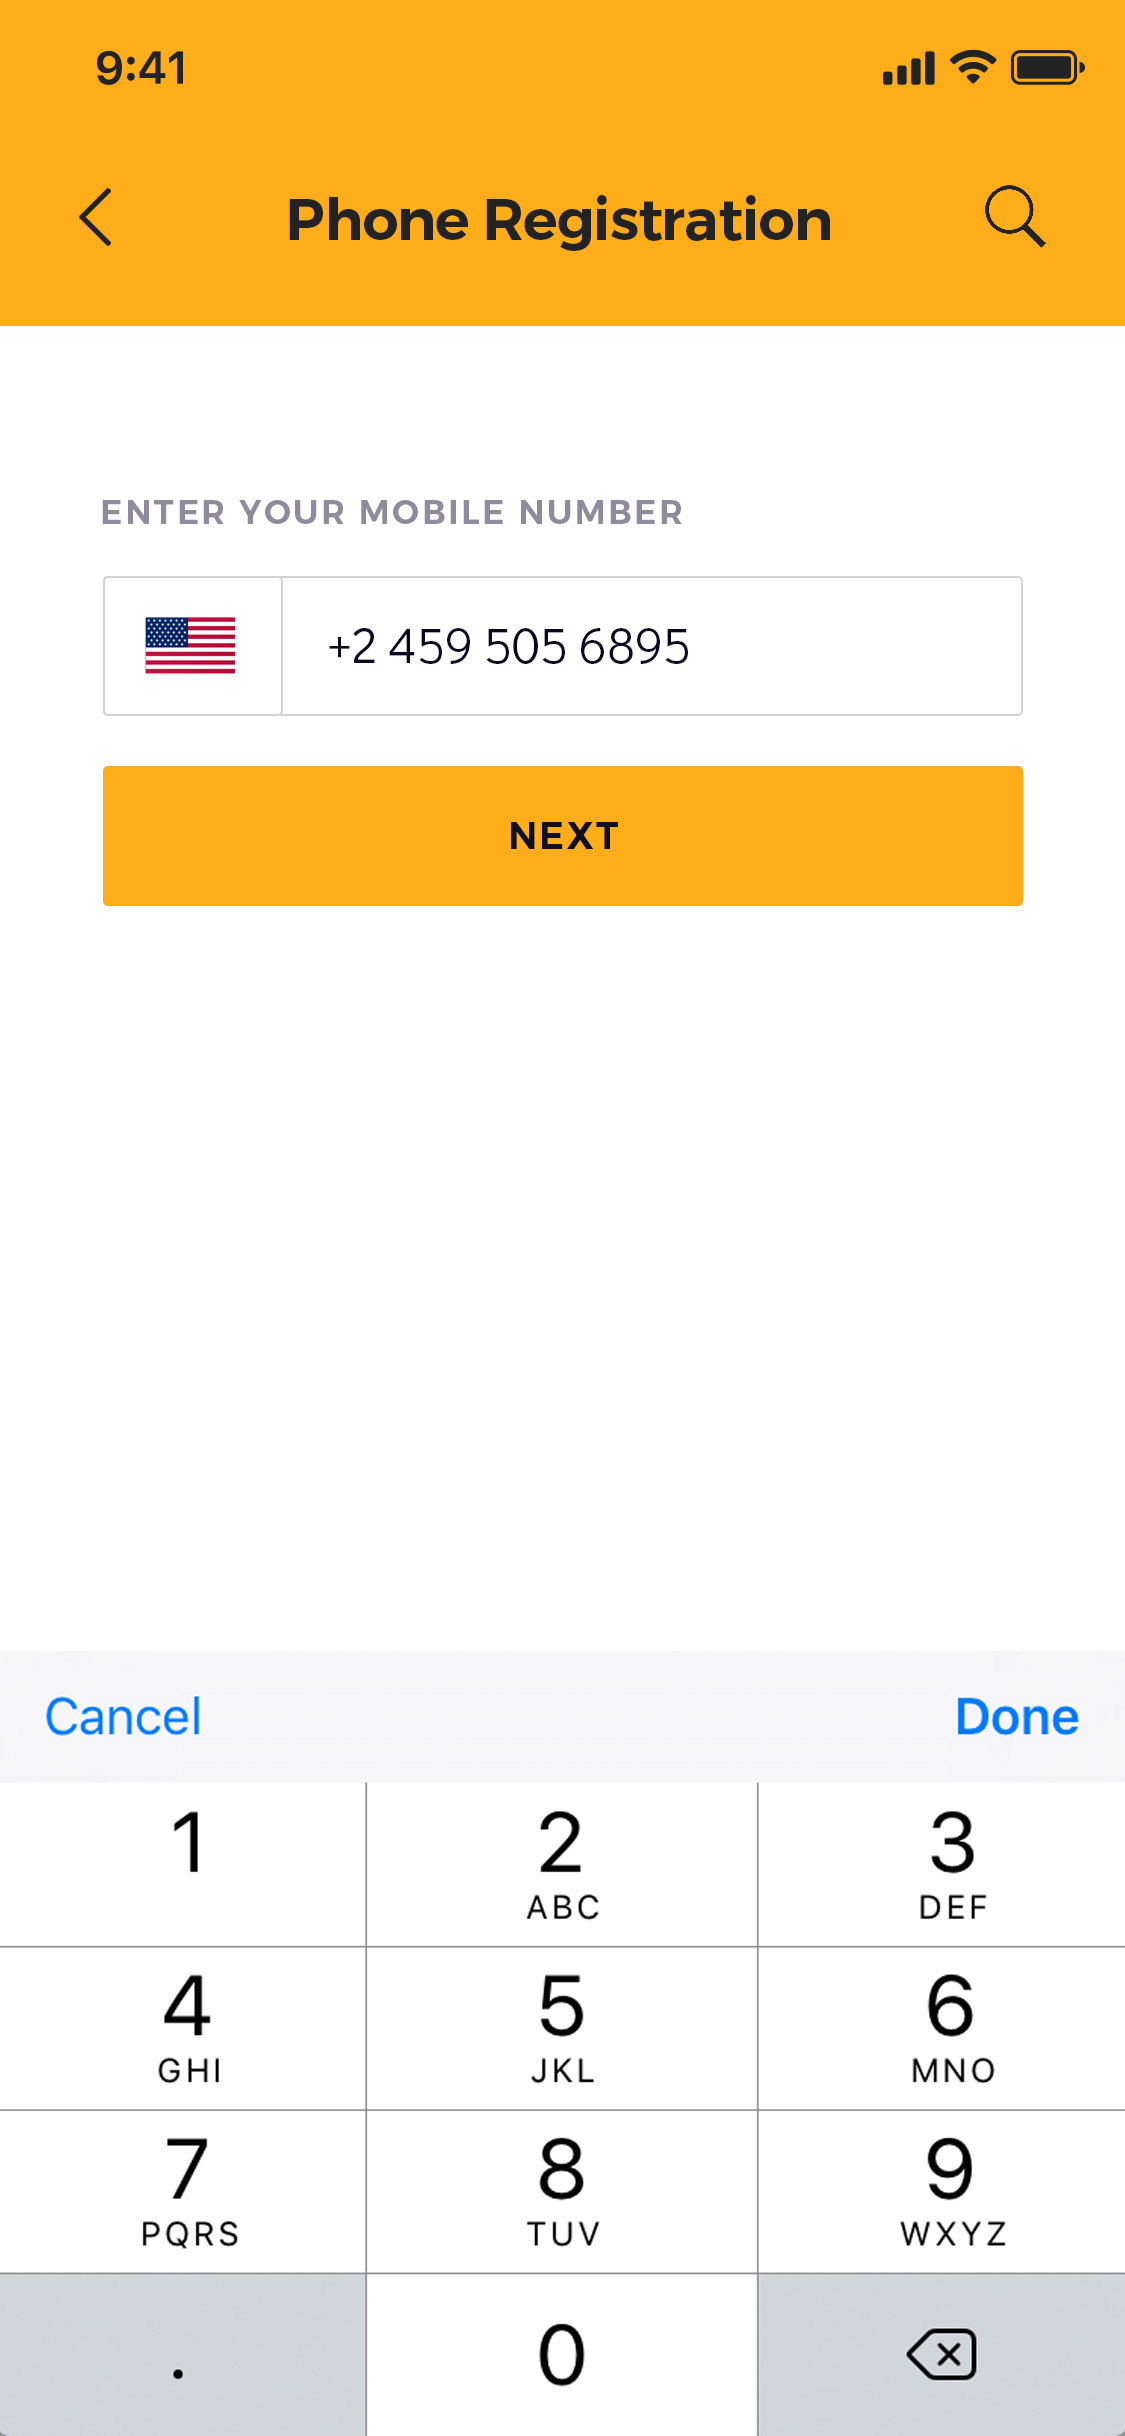 9:41
Phone Registration
ENTER YOUR MOBILE NUMBER
+2 459 505 6895
NEXT
Cancel Done
1 2 3
ABC DEF
4 5 6
GHI JKL MNO
7 8 9
PQRS TUV WXYZ
. 0